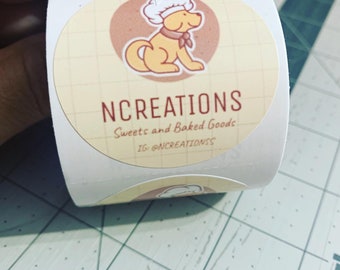 NCREATIONS
Sweets and Baked Goods
IG: @NCREATIONSS